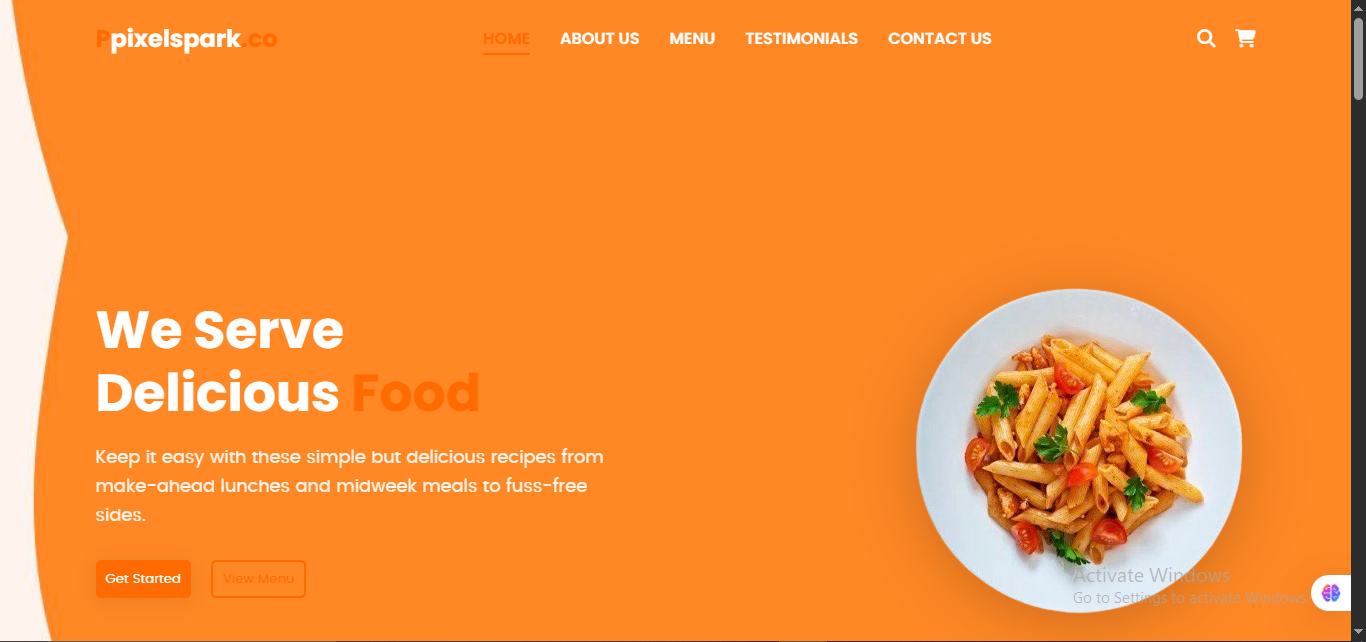 Ppixelspark.co
HOME ABOUT US MENU TESTIMONIALS CONTACT US
We Serve
Delicious Food
Keep it easy with these simple but delicious recipes from
make-ahead lunches and midweek meals to fuss-free
sides.
Get Started View Menu
Activate Windows
Go to Settings to activate Windows.